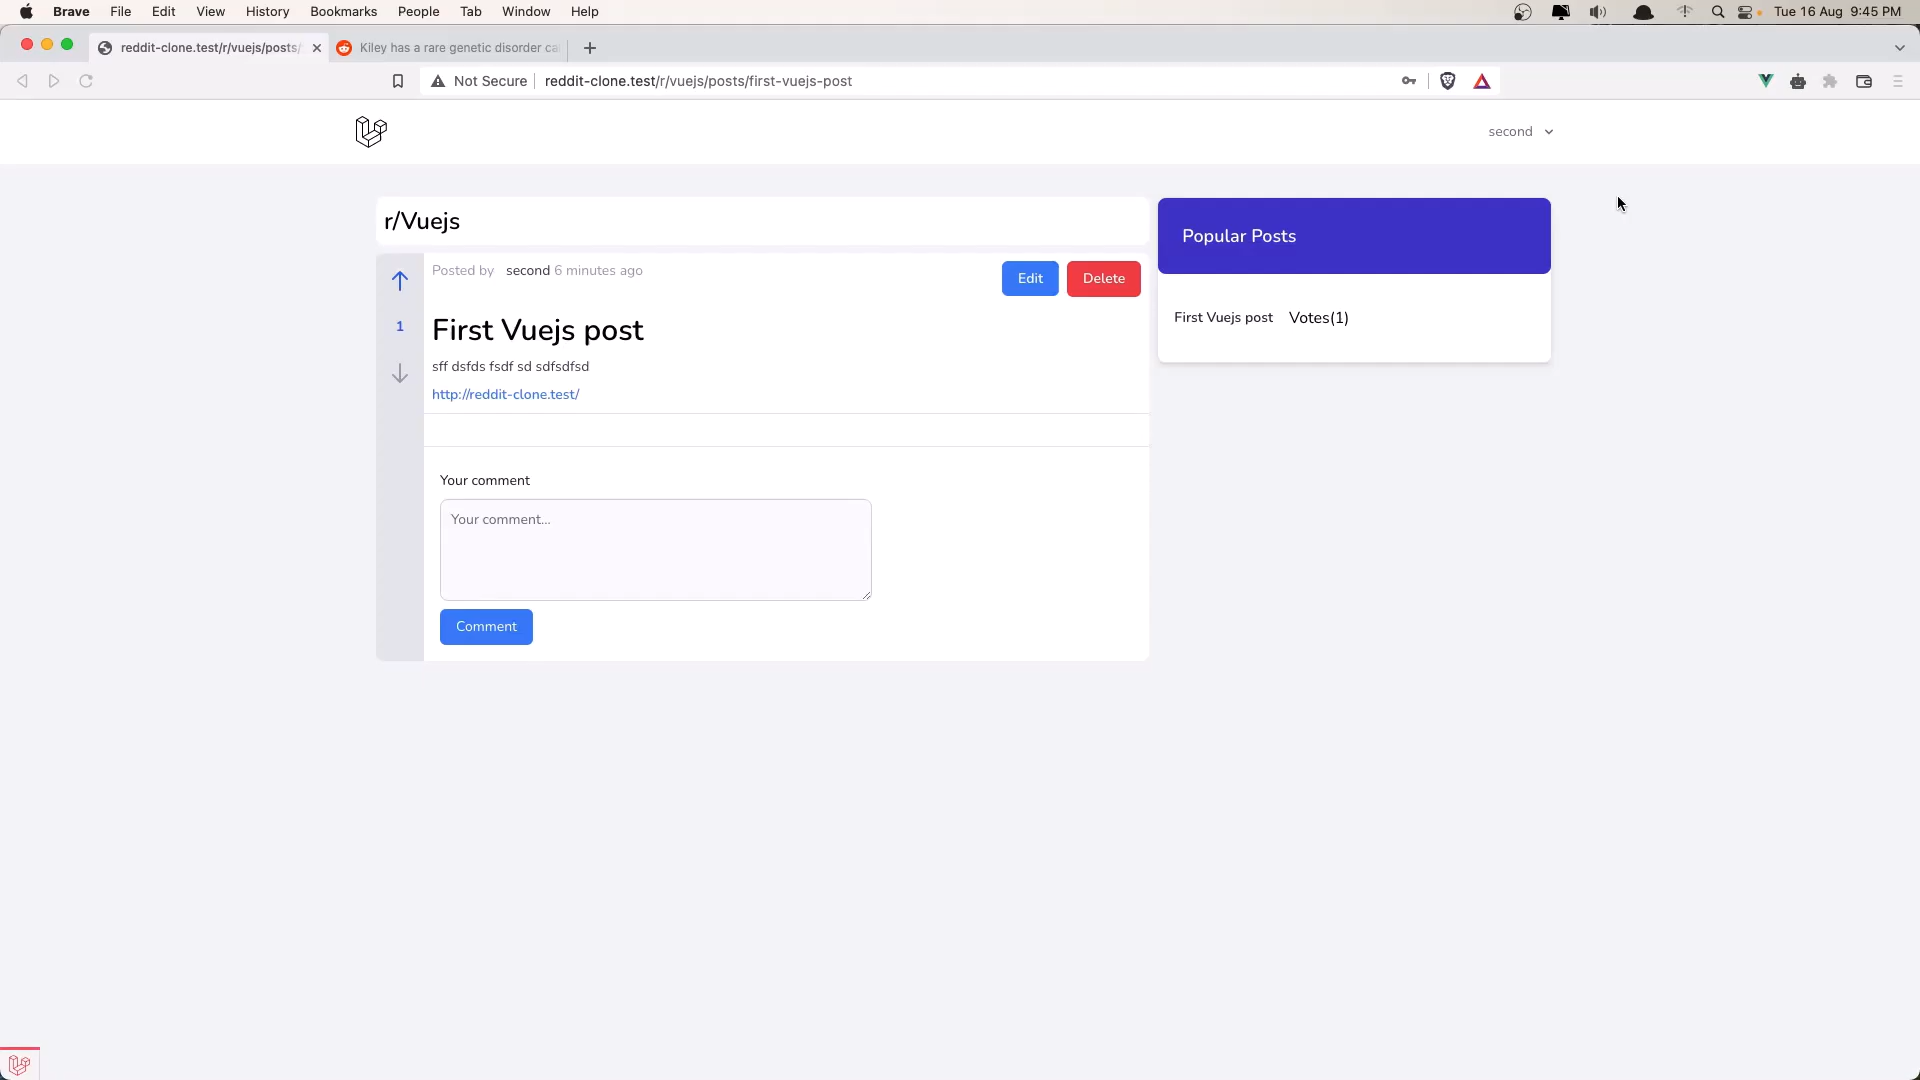 Brave File Edit View History Bookmarks People Tab Window Help Tue 16 Aug 9:45 PM
reddit-clone.test/r/vuejs/posts/ Kiley has a rare genetic disorder ca
Not Secure reddit-clone.test/r/vuejs/posts/first-vuejs-post
second
r/Vuejs
Posted by second 6 minutes ago
Edit Delete
1
First Vuejs post
sff dsfds fsdf sd sdfsdfsd
http://reddit-clone.test/
Your comment
Your comment...
Comment
Popular Posts
First Vuejs post Votes(1)